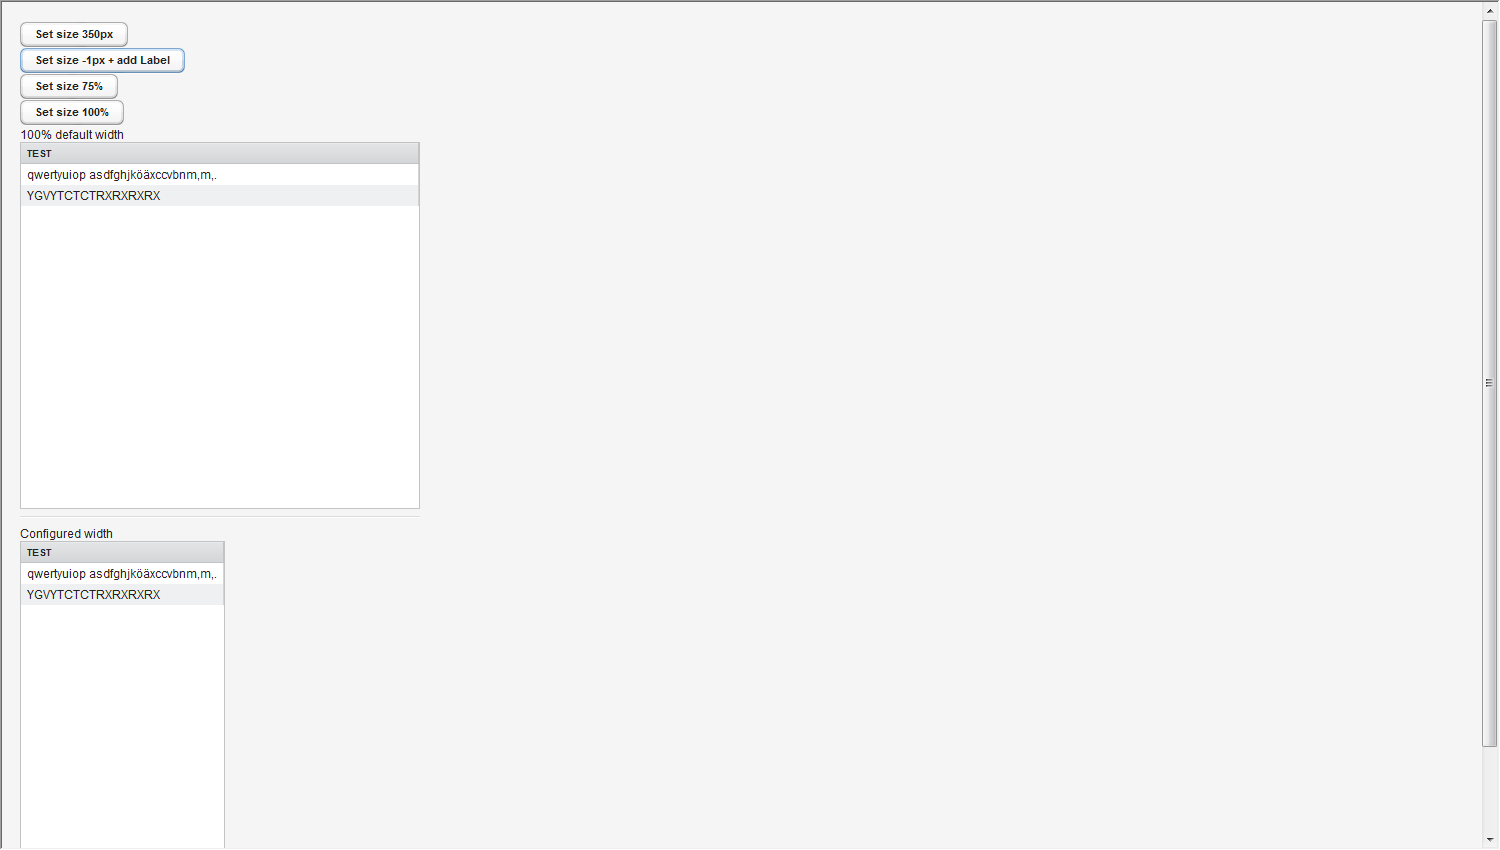 Set size 350px
Set size -1px + add Label
Set size 75%
Set size 100%
100% default width
TEST
qwertyuiop asdfghjköäxccvbnm,m,.
YGVYTCTCTRXRXRXRX
Configured width
TEST
qwertyuiop asdfghjköäxccvbnm,m,.
YGVYTCTCTRXRXRXRX